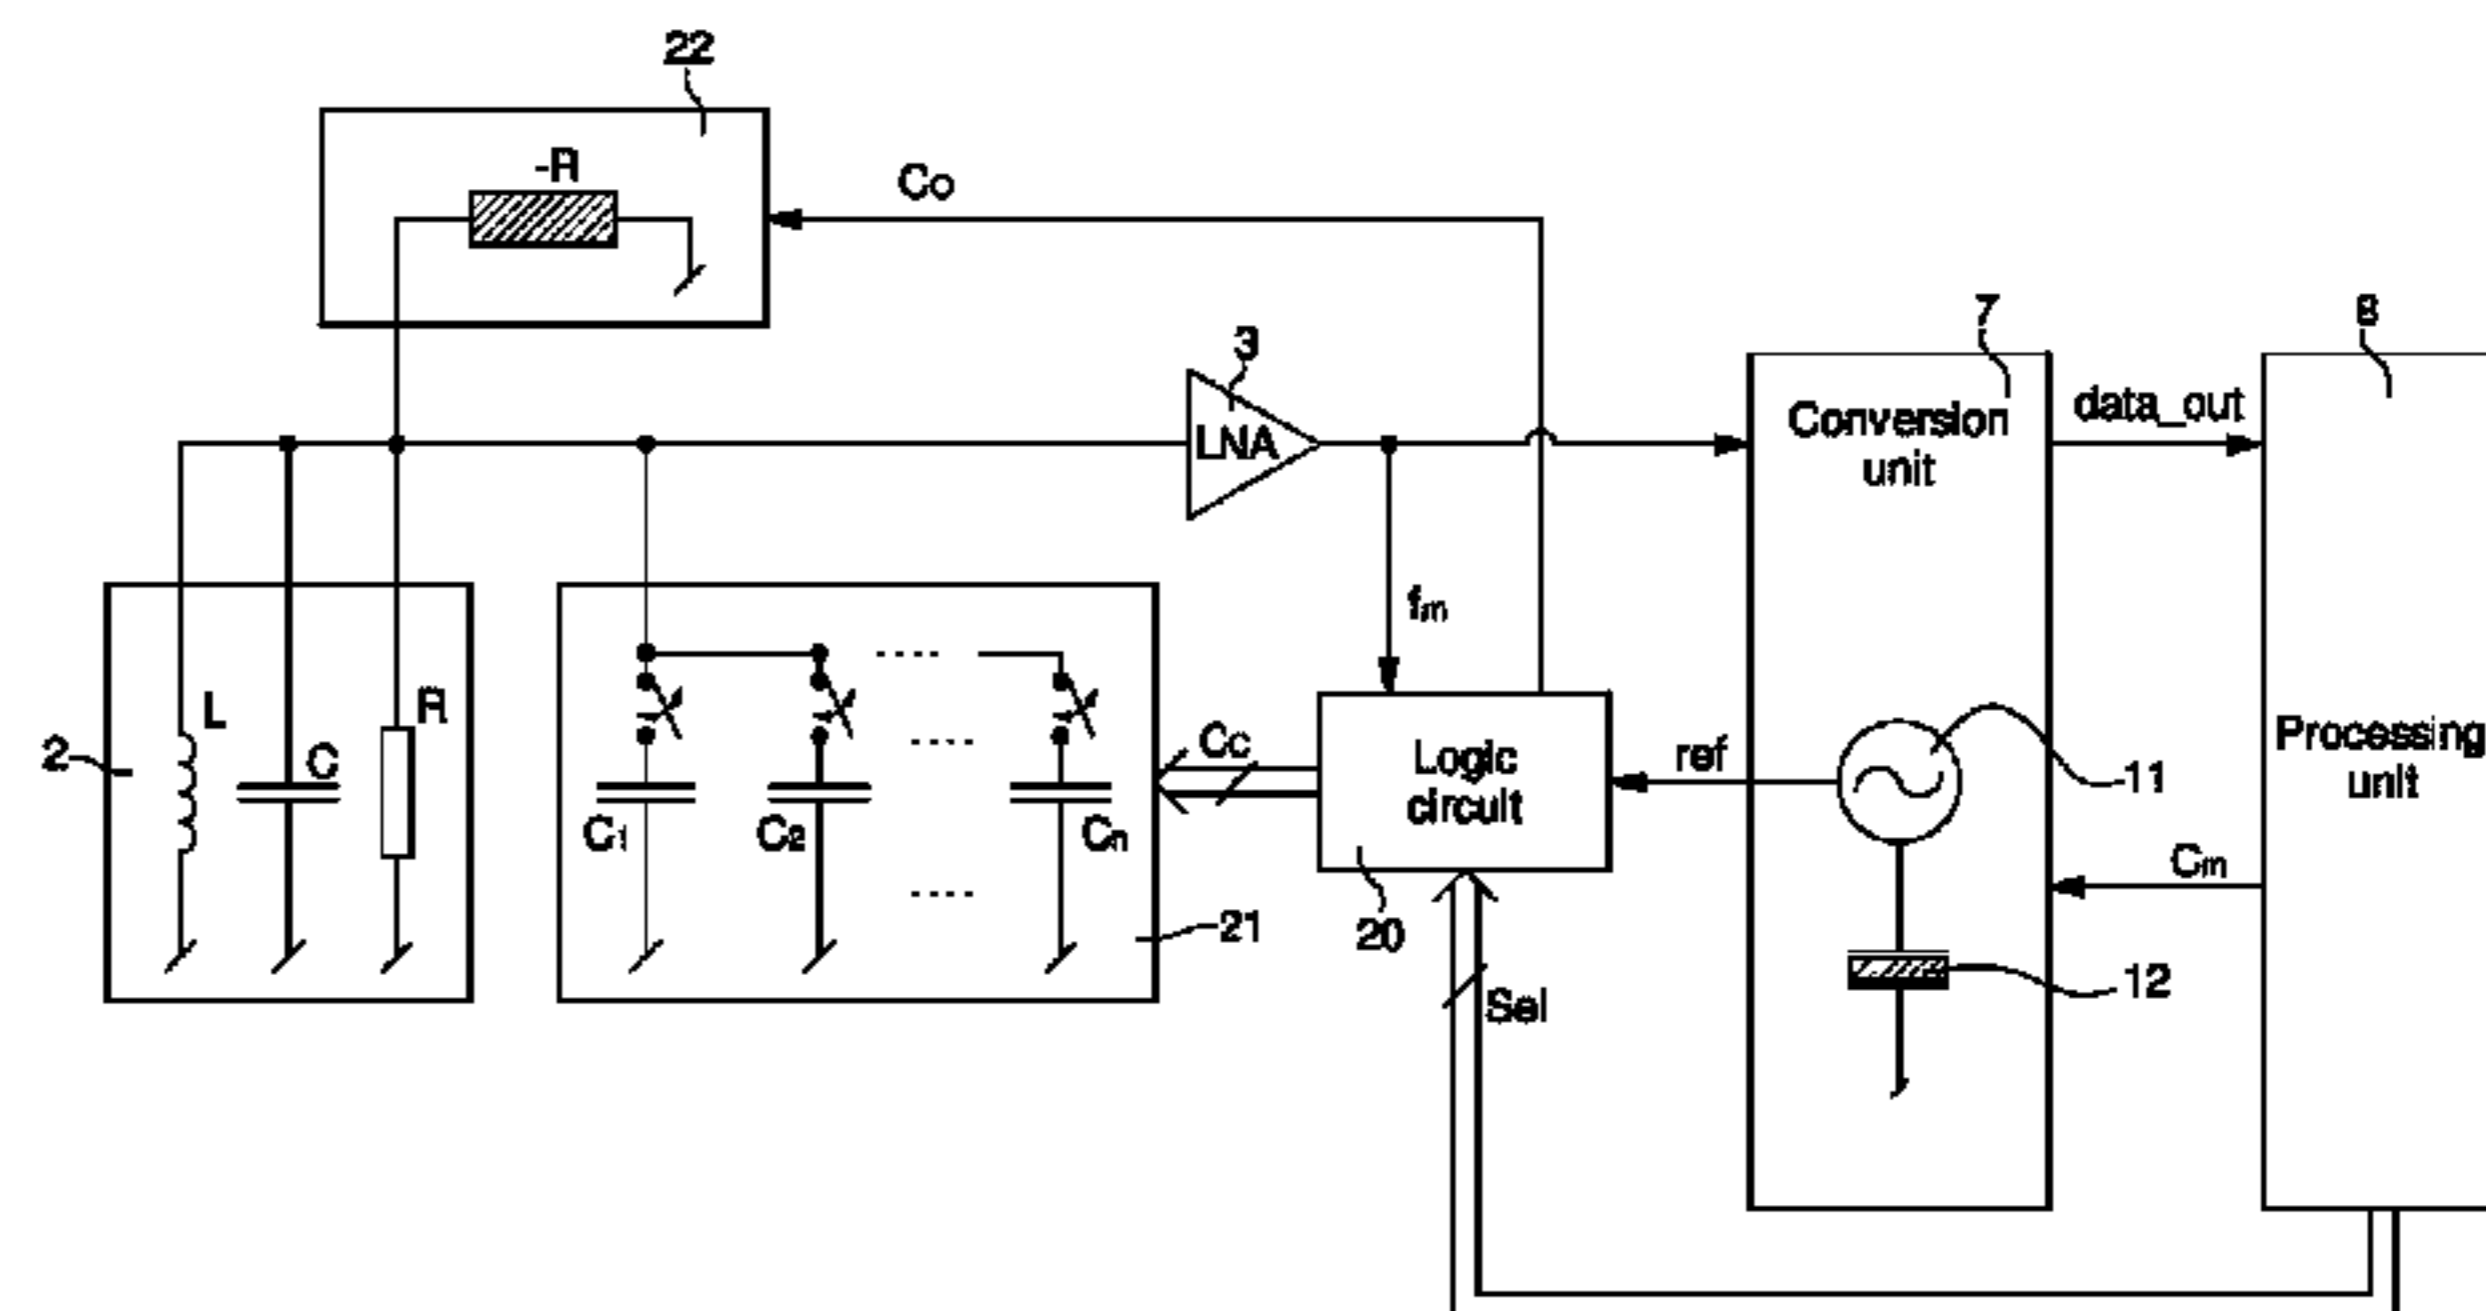 22
-R
Co
3
7
8
LNA
Conversion
unit
data_out
fm
L
C
R
2
Cc
Logic
circuit
ref
11
Processing
unit
C1
C2
Cn
Cm
21
20
12
Sel